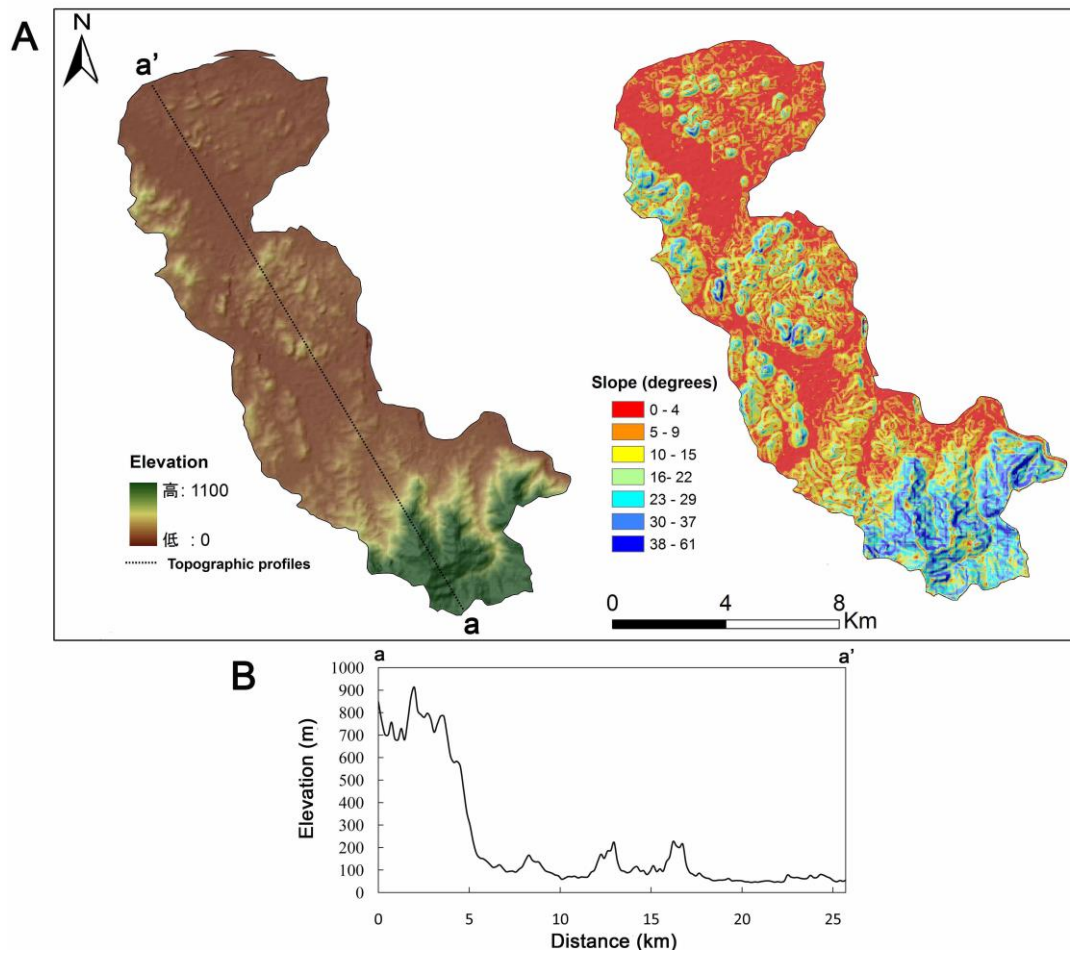 A
N
a'
Elevation
高: 1100
低 : 0
Topographic profiles
a
Slope (degrees)
0 - 4
5 - 9
10 - 15
16- 22
23 - 29
30 - 37
38 - 61
0 4 8
Km
B
a a'
1000
900
800
700
600
500
400
300
200
100
0
Elevation (m)
0 5 10 15 20 25
Distance (km)